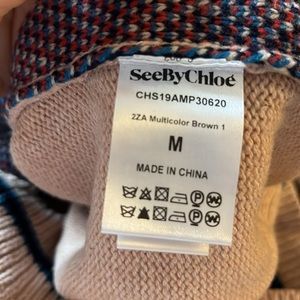 SeeByChloé
CHS19AMP30620
2ZA Multicolor Brown 1
M
MADE IN CHINA